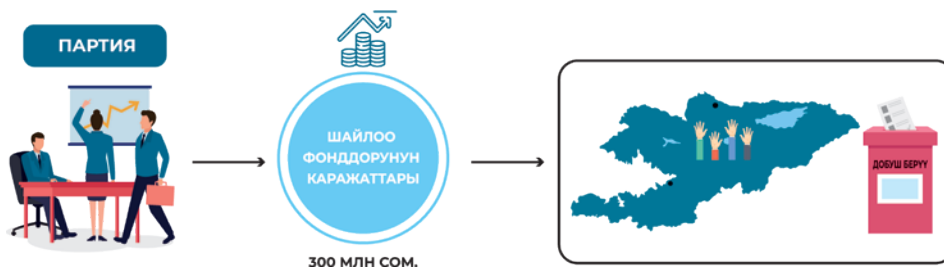 ПАРТИЯ
ШАЙЛОО
ФОНДДОРУНУН
КАРАЖАТТАРЫ
300 МЛН СОМ.
ДОБУШ БЕРҮҮ